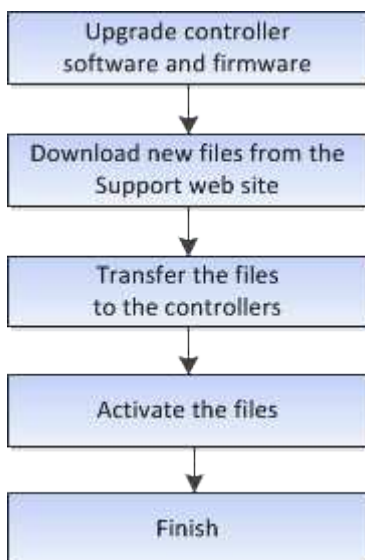 Upgrade controller
software and firmware
Download new files from the
Support web site
Transfer the files
to the controllers
Activate the files
Finish